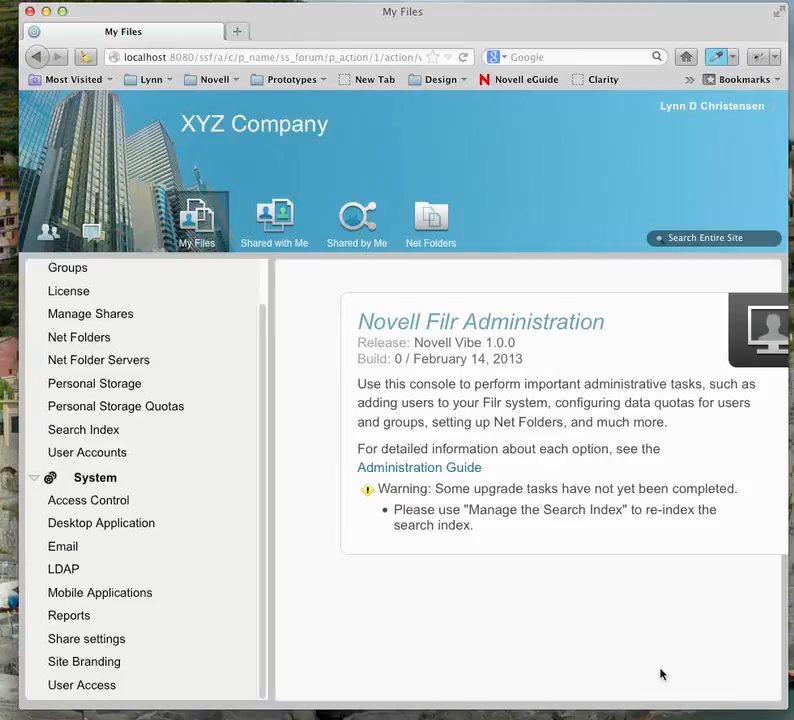 My Files
My Files
localhost:8080/ssf/a/c/p_name/ss_forum/p_action/1/action/v
Google
Most Visited
Lynn
Novell
Prototypes
New Tab
Design
Novell eGuide
Clarity
Bookmarks
Lynn D Christensen
XYZ Company
My Files
Shared with Me
Shared by Me
Net Folders
Search Entire Site
Groups
License
Manage Shares
Net Folders
Net Folder Servers
Personal Storage
Personal Storage Quotas
Search Index
User Accounts
System
Access Control
Desktop Application
Email
LDAP
Mobile Applications
Reports
Share settings
Site Branding
User Access
Novell Filr Administration
Release: Novell Vibe 1.0.0
Build: 0 / February 14, 2013
Use this console to perform important administrative tasks, such as
adding users to your Filr system, configuring data quotas for users
and groups, setting up Net Folders, and much more.
For detailed information about each option, see the
Administration Guide
Warning: Some upgrade tasks have not yet been completed.
• Please use "Manage the Search Index" to re-index the
search index.